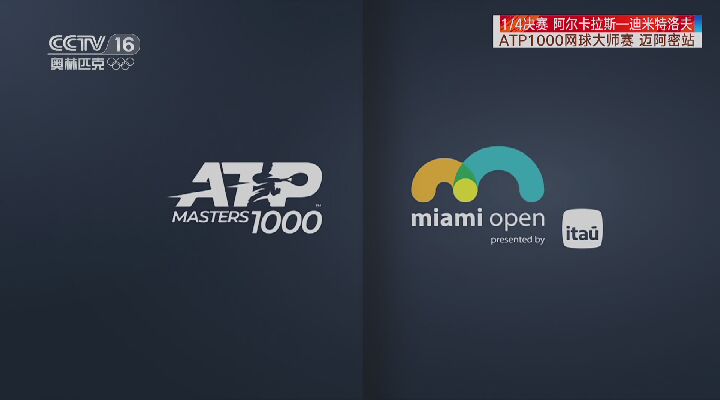 CCTV 16
奥林匹克
1/4决赛 阿尔卡拉斯—迪米特洛夫
ATP1000网球大师赛 迈阿密站
ATP
MASTERS 1000
miami open
presented by itaú